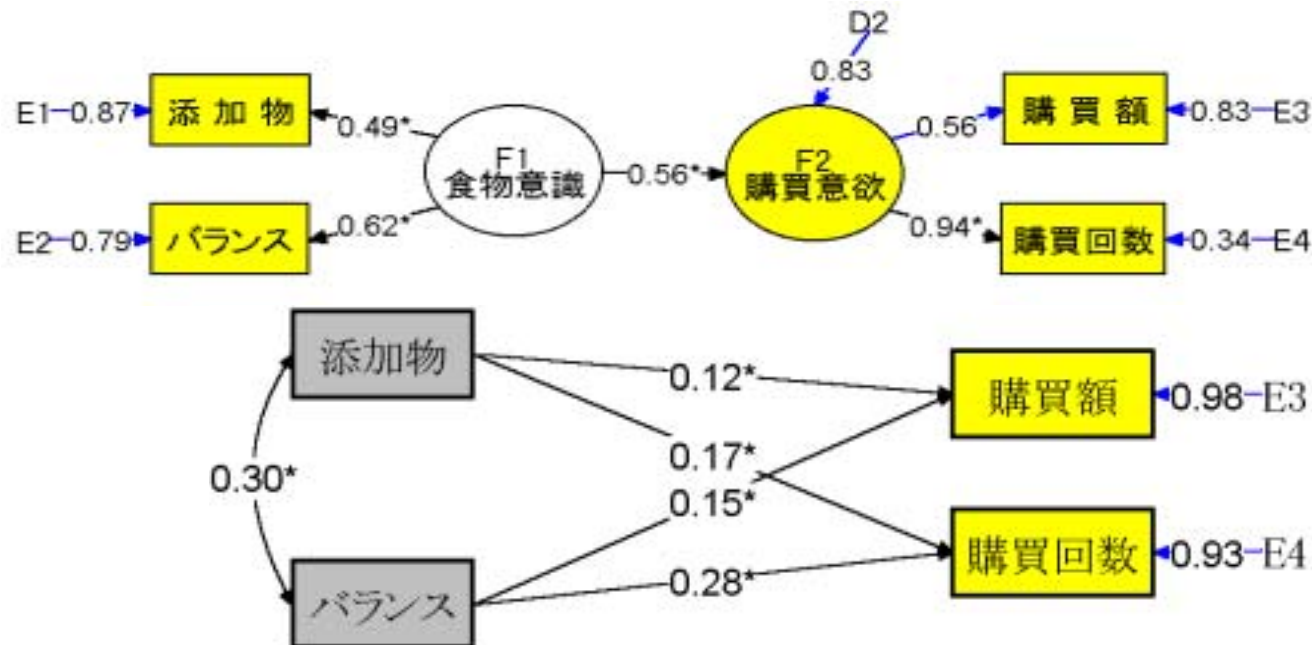 D2
0.83
E1 0.87 添加物 0.49* F1 食物意識 0.56* F2 購買意欲 0.56 購買額 0.83 E3
E2 0.79 バランス 0.62* 0.94* 購買回数 0.34 E4
添加物 0.12* 購買額 0.98 E3
0.30* 0.17*
0.15*
バランス 0.28* 購買回数 0.93 E4